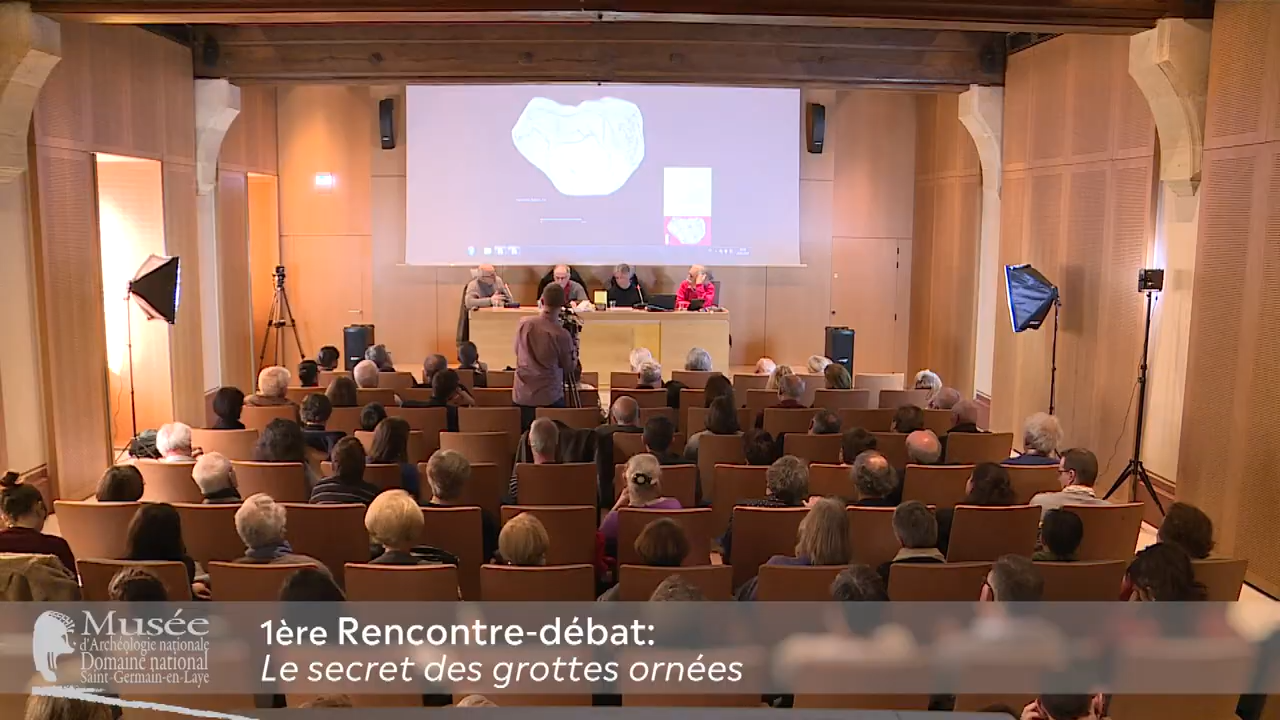 Musée
d'Archéologie nationale
Domaine national
Saint-Germain-en-Laye
1ère Rencontre-débat:
Le secret des grottes ornées